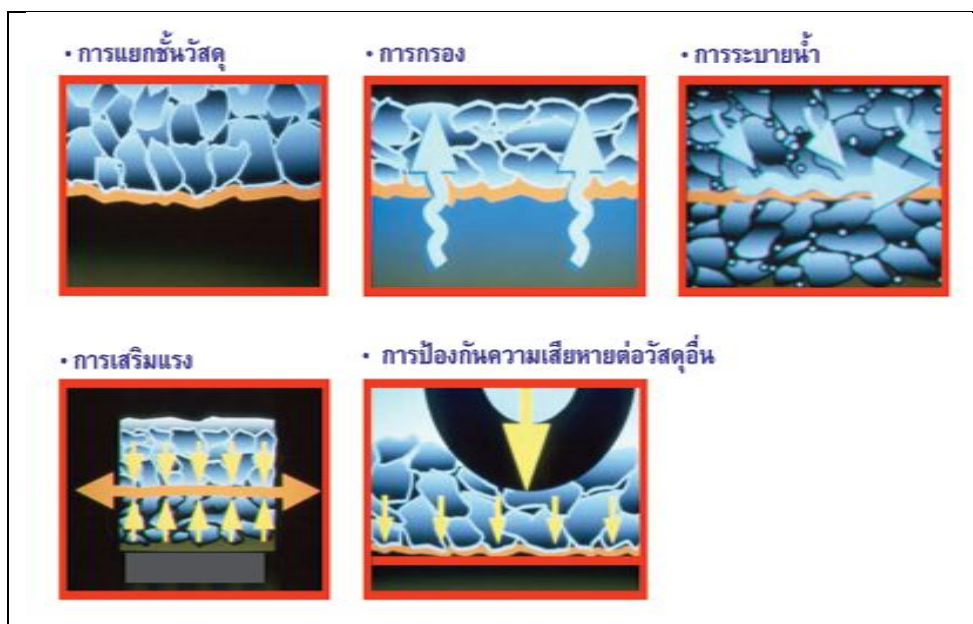 • การแยกชั้นวัสดุ
• การกรอง
• การระบายน้ำ
• การเสริมแรง
• การป้องกันความเสียหายต่อวัสดุอื่น